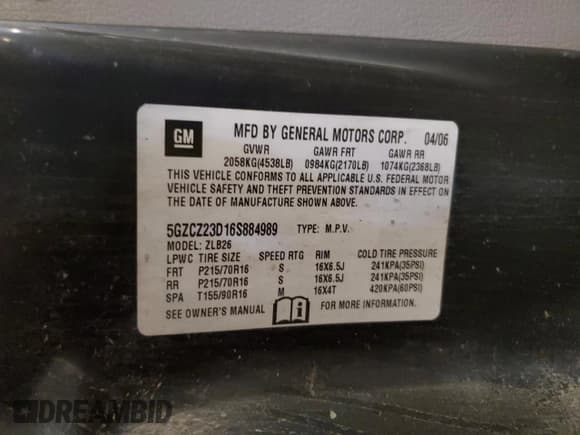 GM
MFD BY GENERAL MOTORS CORP. 04/06
GVWR GAWR FRT GAWR RR
2058KG(4538LB) 0984KG(2170LB) 1074KG(2368LB)
THIS VEHICLE CONFORMS TO ALL APPLICABLE U.S. FEDERAL MOTOR
VEHICLE SAFETY AND THEFT PREVENTION STANDARDS IN EFFECT ON
THE DATE OF MANUFACTURE SHOWN ABOVE.
5GZCZ23D16S884989 TYPE: M.P.V.
MODEL: ZLB26
LPWC TIRE SIZE SPEED RTG RIM COLD TIRE PRESSURE
FRT P215/70R16 S 16X6.5J 241KPA(35PSI)
RR P215/70R16 S 16X6.5J 241KPA(35PSI)
SPA T155/90R16 M 16X4T 420KPA(60PSI)
SEE OWNER'S MANUAL i FOR MORE INFORMATION.
DREAMBID